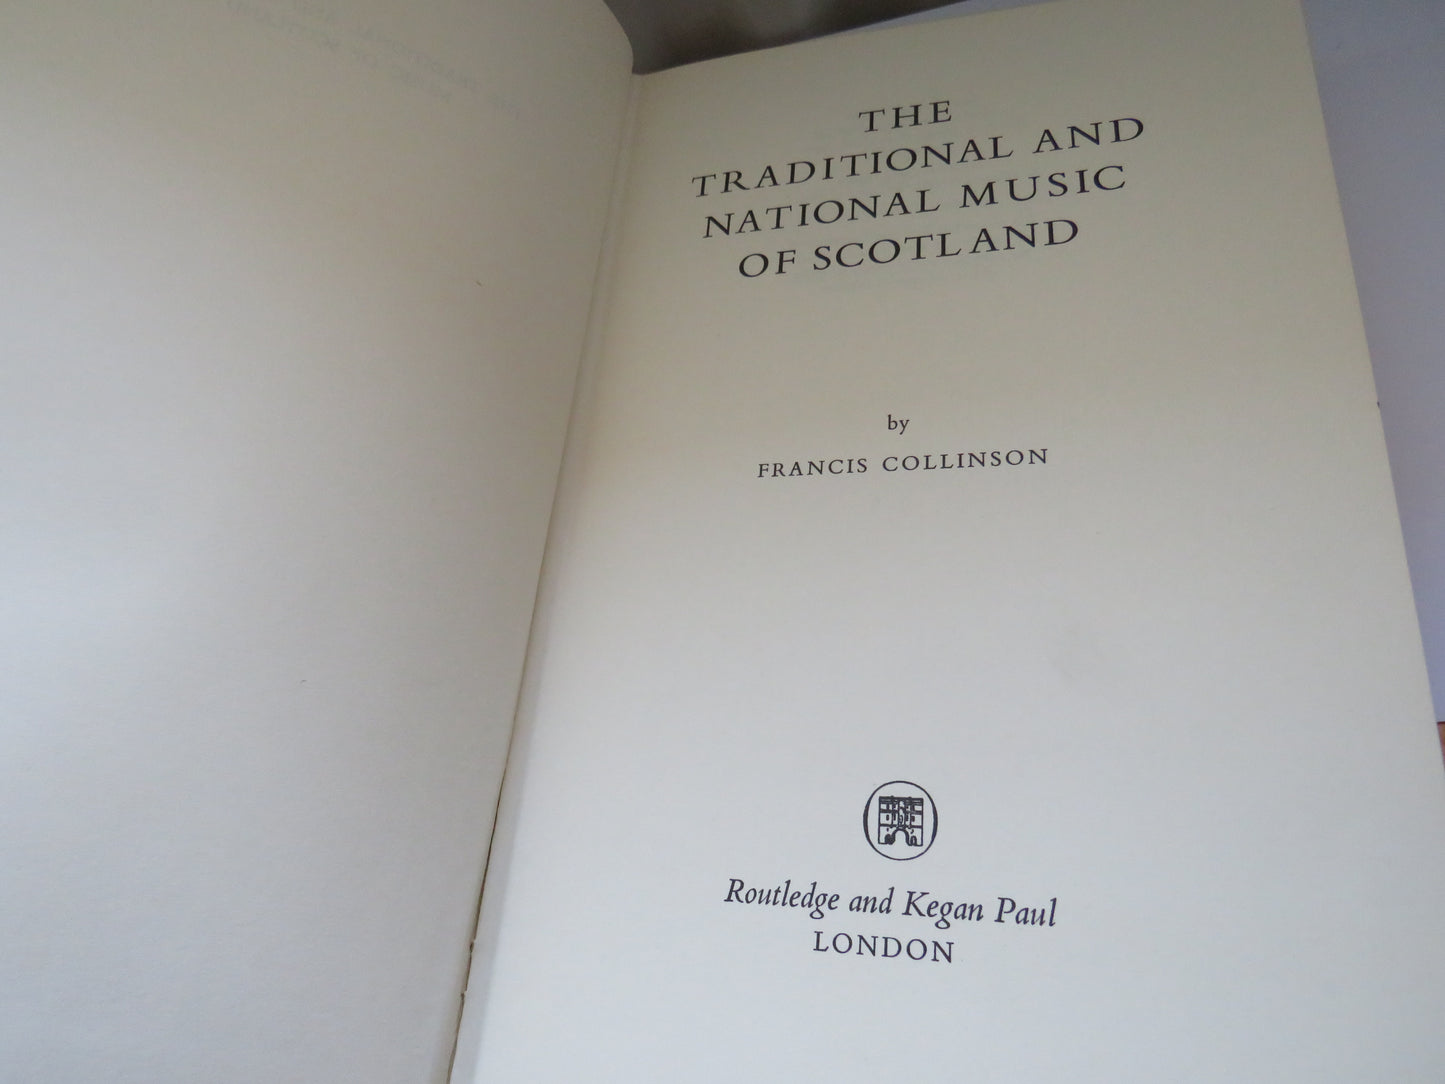 THE
TRADITIONAL AND
NATIONAL MUSIC
OF SCOTLAND
by
FRANCIS COLLINSON
Routledge and Kegan Paul
LONDON